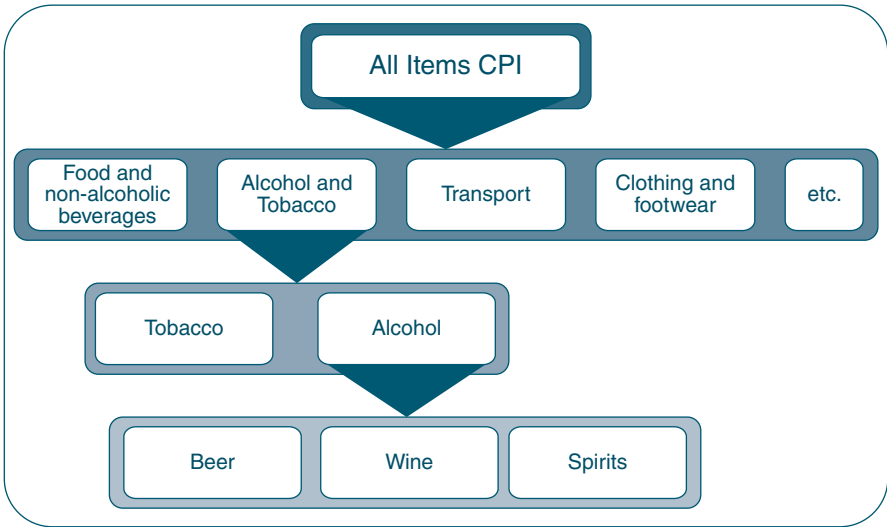 All Items CPI
Food and
non-alcoholic
beverages
Alcohol and
Tobacco
Transport
Clothing and
footwear
etc.
Tobacco
Alcohol
Beer
Wine
Spirits